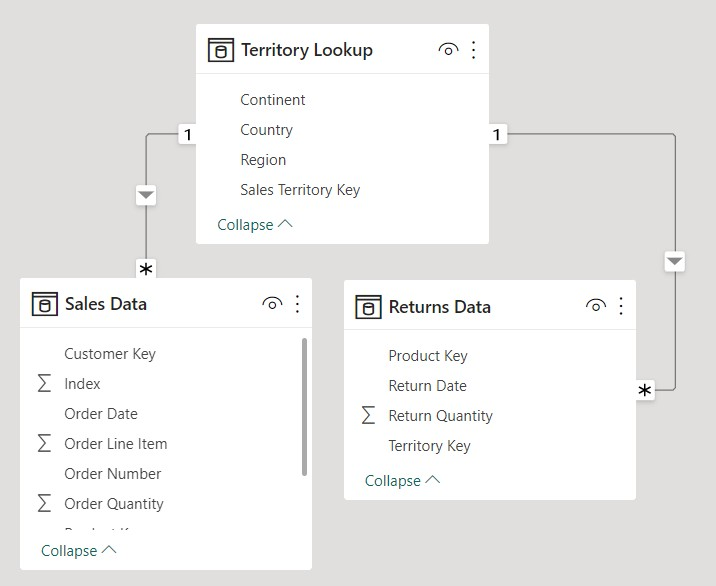 Territory Lookup
Continent
Country
Region
Sales Territory Key
Collapse
1
1
*
Sales Data
Customer Key
Index
Order Date
Order Line Item
Order Number
Order Quantity
Collapse
Returns Data
Product Key
Return Date
Return Quantity
Territory Key
Collapse
*